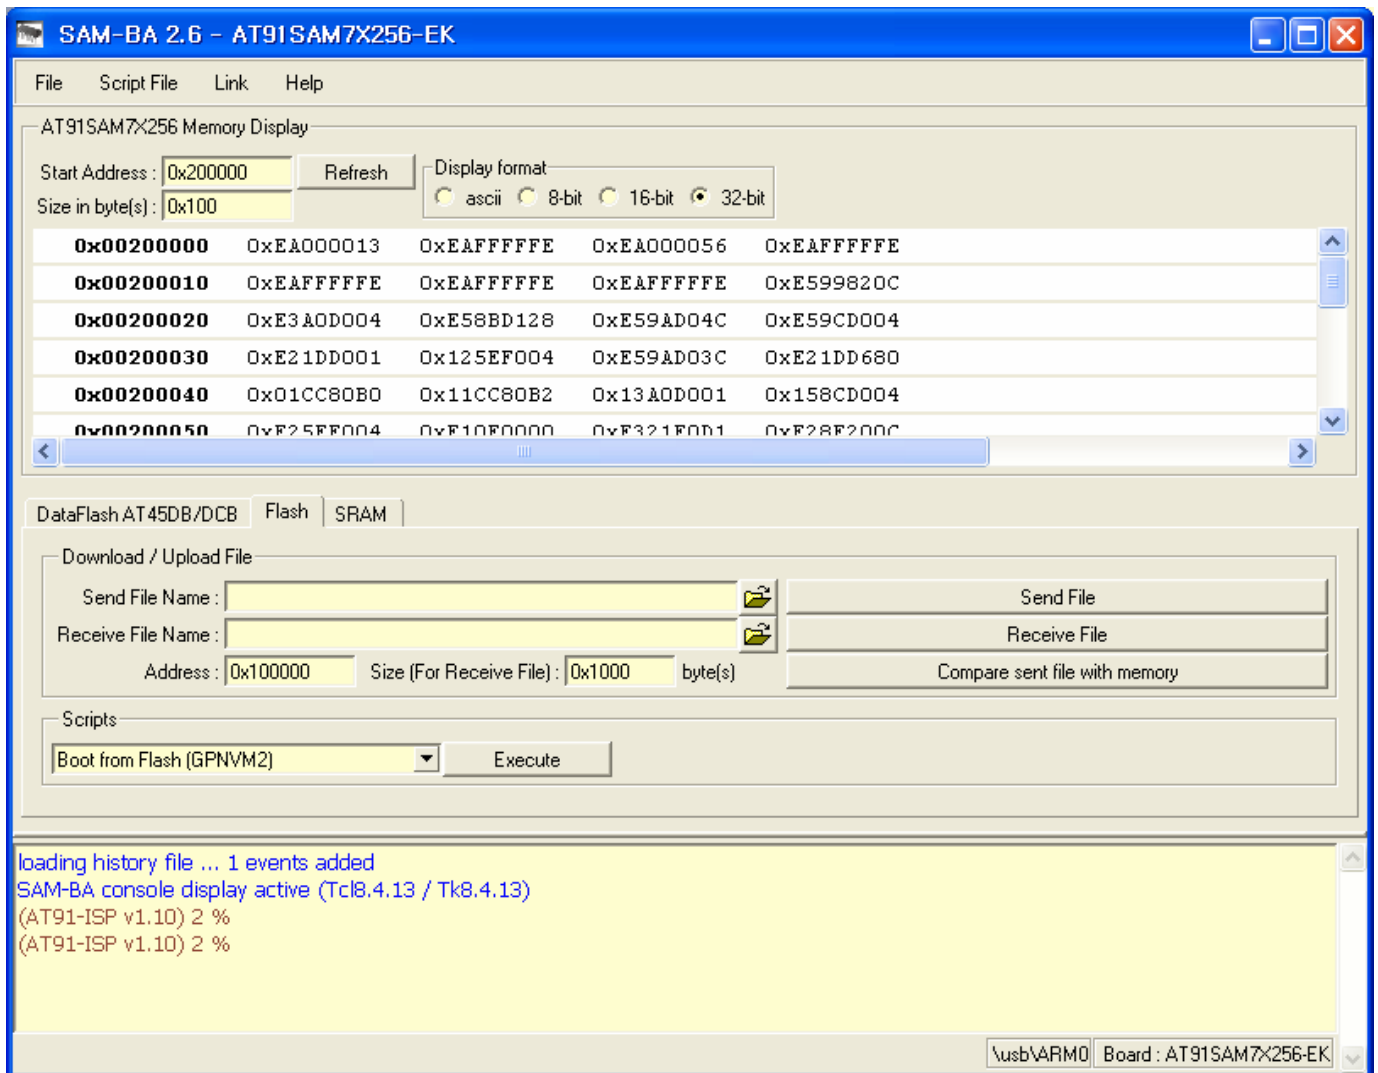 SAM-BA 2.6 - AT91SAM7X256-EK
File Script File Link Help
AT91SAM7X256 Memory Display
Start Address : 0x200000 Refresh
Size in byte(s) : 0x100
Display format
ascii 8-bit 16-bit 32-bit
0x00200000 0xEA000013 0xEAFFFFFE 0xEA000056 0xEAFFFFFE
0x00200010 0xEAFFFFFE 0xEAFFFFFE 0xEAFFFFFE 0xE599820C
0x00200020 0xE3A0D004 0xE58BD128 0xE59AD04C 0xE59CD004
0x00200030 0xE21DD001 0x125EF004 0xE59AD03C 0xE21DD680
0x00200040 0x01CC80B0 0x11CC80B2 0x13A0D001 0x158CD004
0x00200050 0xE25EF004 0xE10F0000 0xE321F0D1 0xE28F200C
DataFlash AT45DB/DCB Flash SRAM
Download / Upload File
Send File Name : Send File
Receive File Name : Receive File
Address : 0x100000 Size (For Receive File) : 0x1000 byte(s) Compare sent file with memory
Scripts
Boot from Flash (GPNVM2) Execute
loading history file ... 1 events added
SAM-BA console display active (Tcl8.4.13 / Tk8.4.13)
(AT91-ISP v1.10) 2 %
(AT91-ISP v1.10) 2 %
\usb\ARM0 Board : AT91SAM7X256-EK